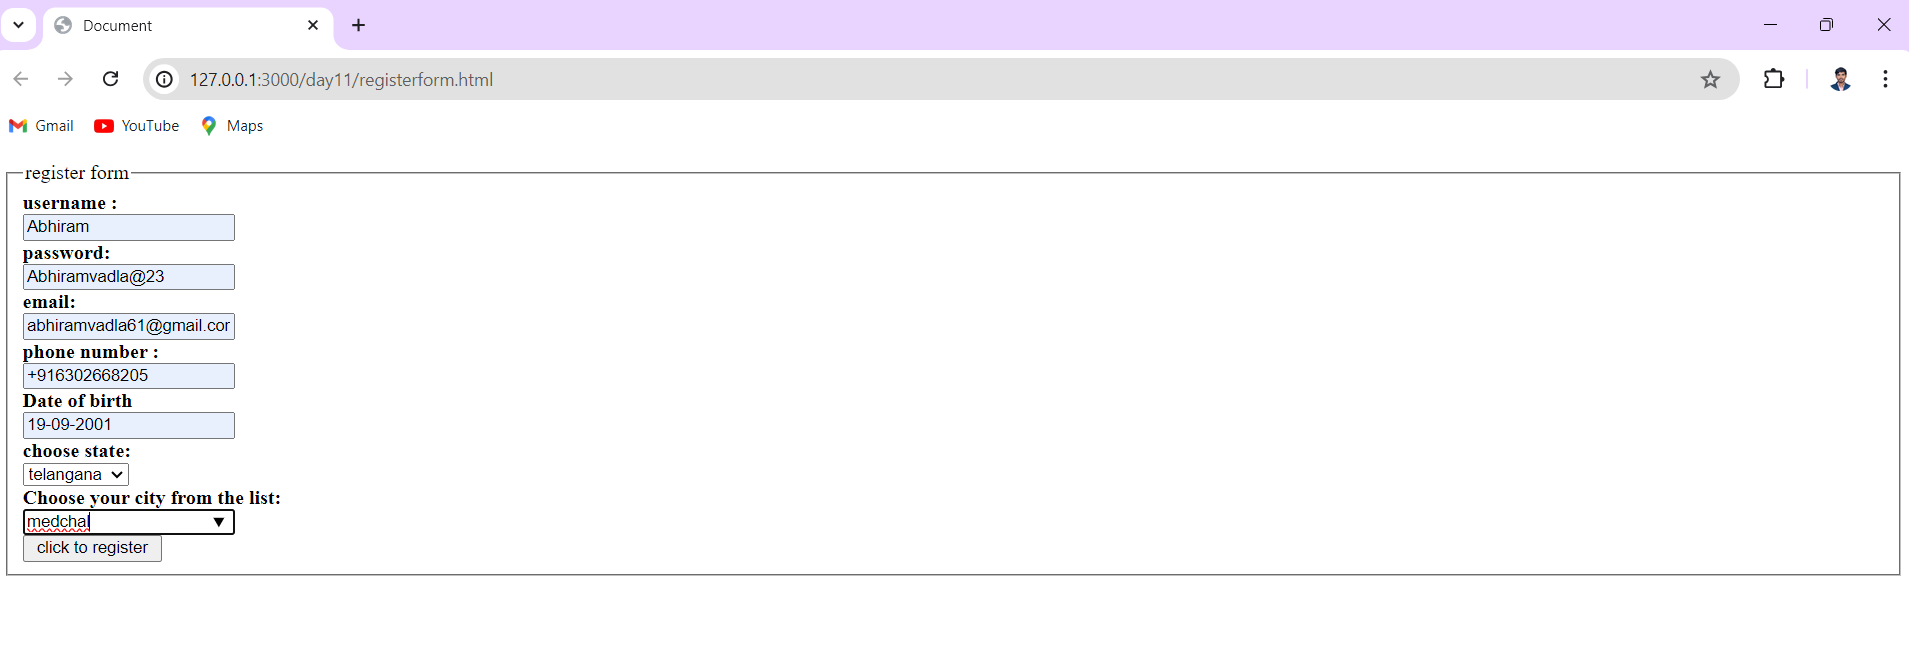 Document
127.0.0.1:3000/day11/registerform.html
Gmail YouTube Maps
register form
username :
Abhiram
password:
Abhiramvadla@23
email:
abhiramvadla61@gmail.cor
phone number :
+916302668205
Date of birth
19-09-2001
choose state:
telangana
Choose your city from the list:
medchal
click to register